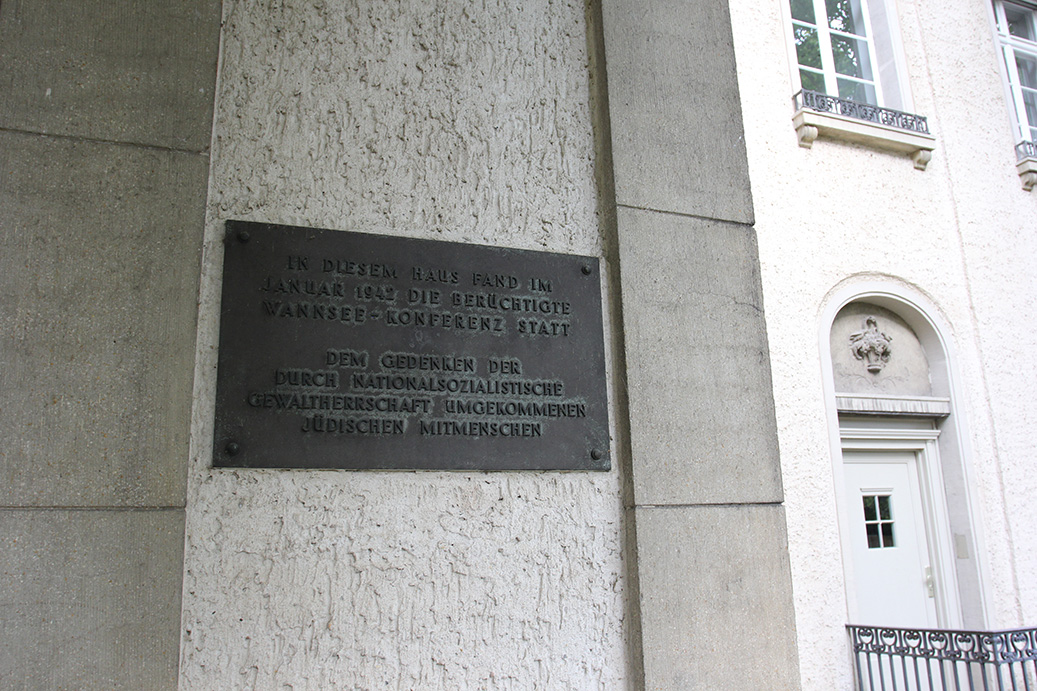 IN DIESEM HAUS FAND IM
JANUAR 1942 DIE BERÜCHTIGTE
WANNSEE-KONFERENZ STATT
DEM GEDENKEN DER
DURCH NATIONALSOZIALISTISCHE
GEWALTHERRSCHAFT UMGEKOMMENEN
JÜDISCHEN MITMENSCHEN